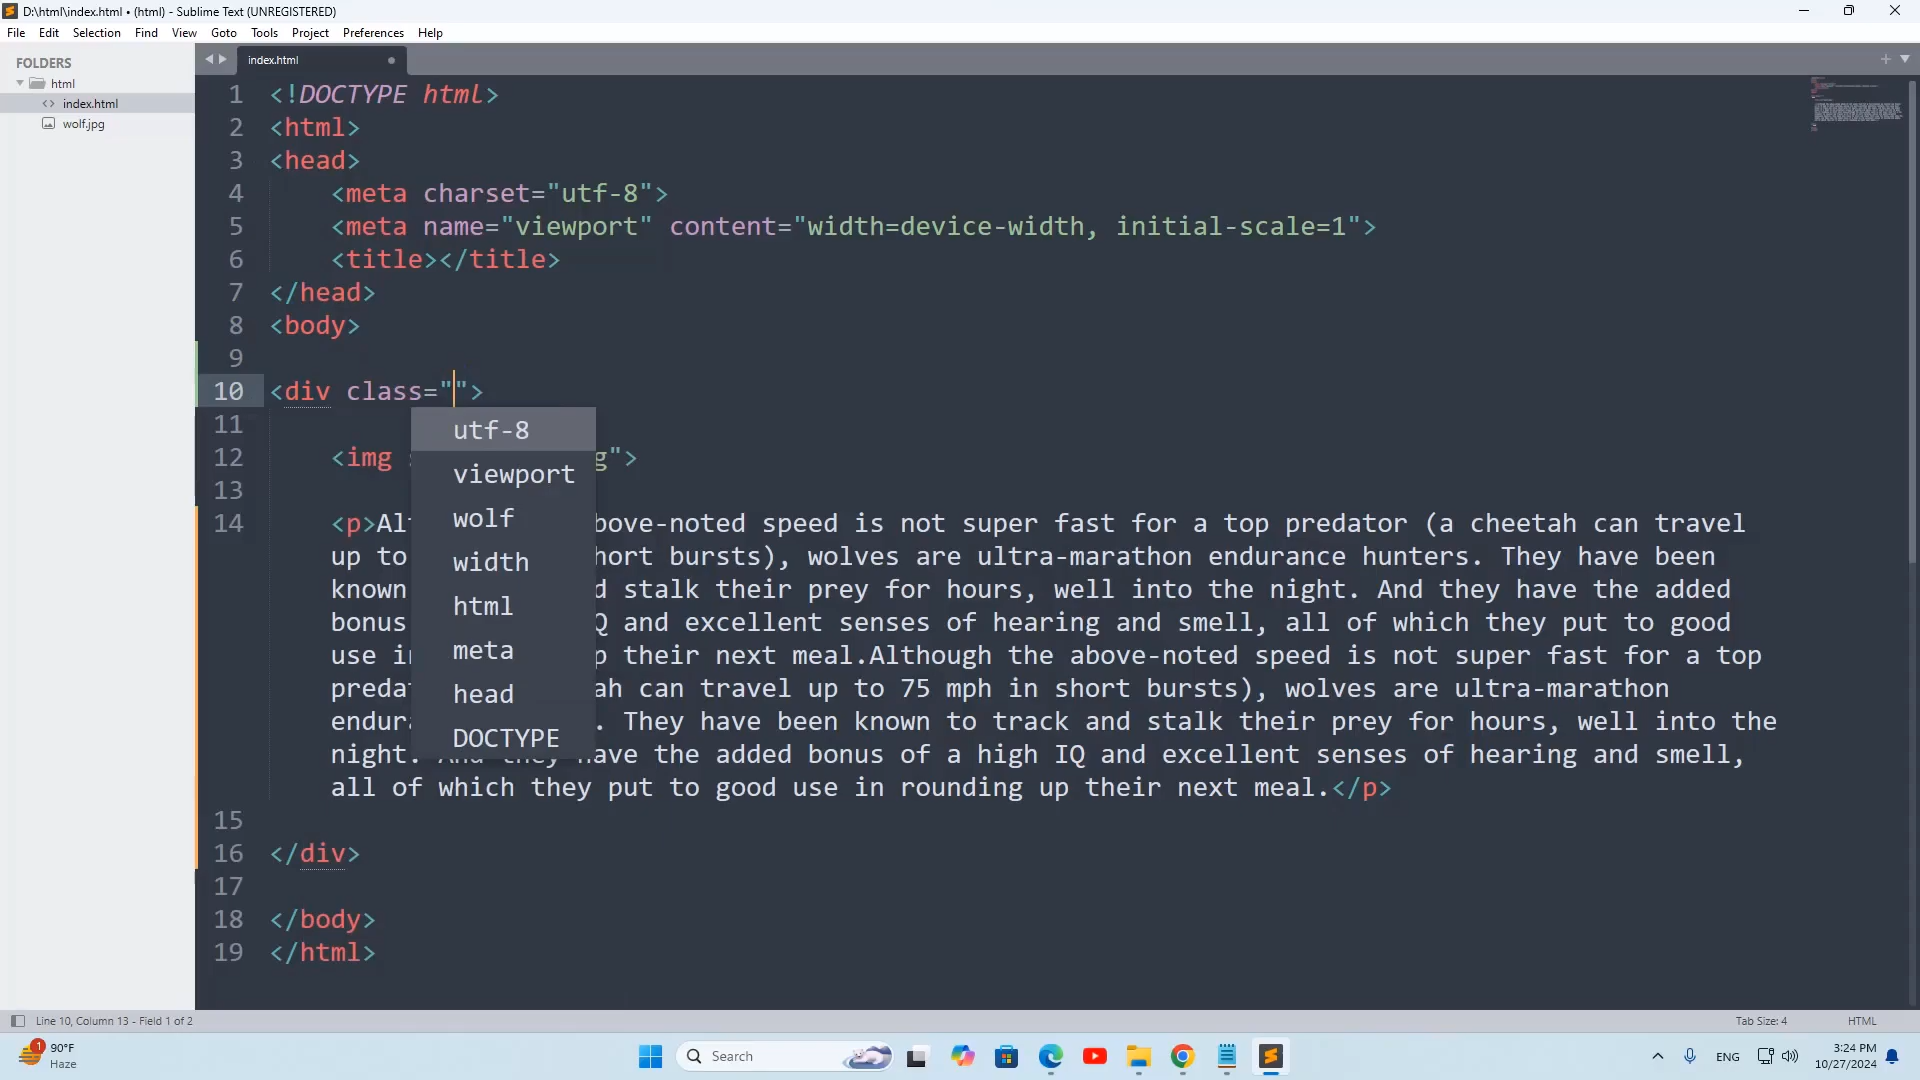 D:\html\index.html • (html) - Sublime Text (UNREGISTERED)
File Edit Selection Find View Goto Tools Project Preferences Help
FOLDERS
html
index.html
wolf.jpg
index.html
1 <!DOCTYPE html>
2 <html>
3 <head>
4 <meta charset="utf-8">
5 <meta name="viewport" content="width=device-width, initial-scale=1">
6 <title></title>
7 </head>
8 <body>
9
10 <div class="">
11
12 <img g">
13
14 <p>Al bove-noted speed is not super fast for a top predator (a cheetah can travel
up to hort bursts), wolves are ultra-marathon endurance hunters. They have been
known d stalk their prey for hours, well into the night. And they have the added
bonus Q and excellent senses of hearing and smell, all of which they put to good
use in p their next meal.Although the above-noted speed is not super fast for a top
preda ah can travel up to 75 mph in short bursts), wolves are ultra-marathon
endur . They have been known to track and stalk their prey for hours, well into the
night. And they have the added bonus of a high IQ and excellent senses of hearing and smell,
all of which they put to good use in rounding up their next meal.</p>
15
16 </div>
17
18 </body>
19 </html>
utf-8
viewport
wolf
width
html
meta
head
DOCTYPE
Line 10, Column 13 - Field 1 of 2
Tab Size: 4
HTML
1
90°F
Haze
Search
ENG
3:24 PM
10/27/2024